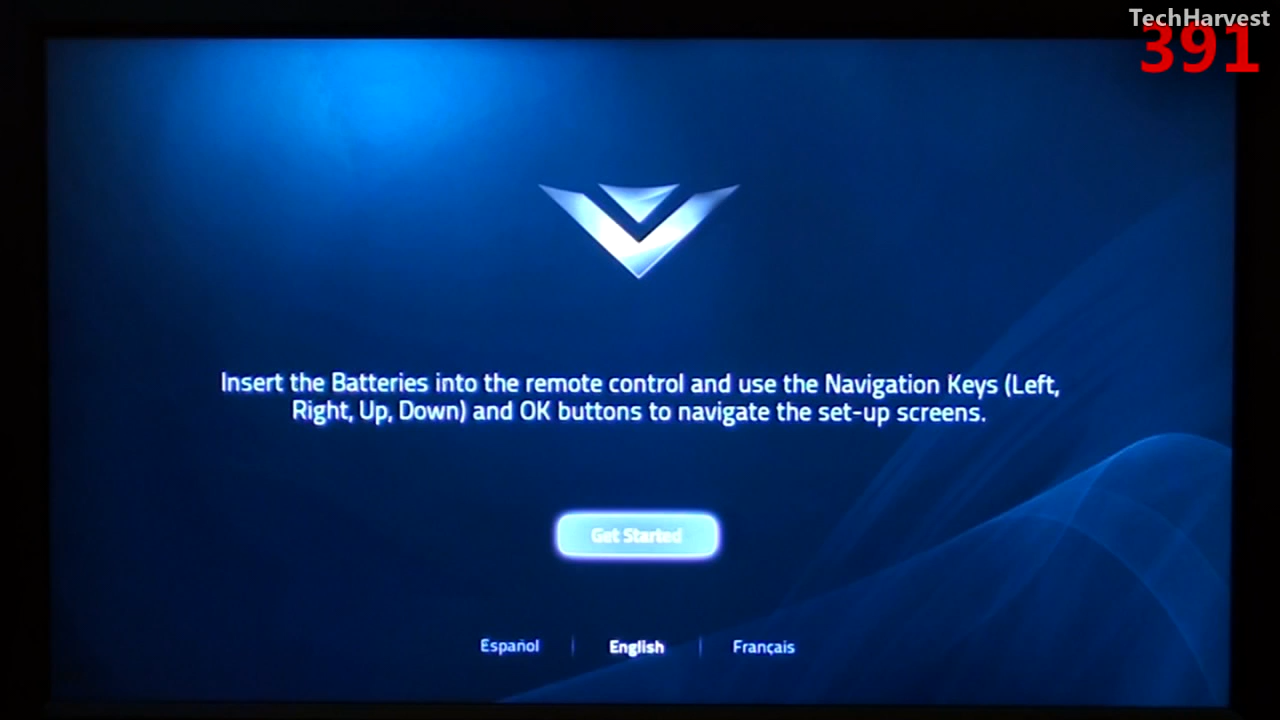 TechHarvest
391
Insert the Batteries into the remote control and use the Navigation Keys (Left,
Right, Up, Down) and OK buttons to navigate the set-up screens.
Get Started
Español | English | Français